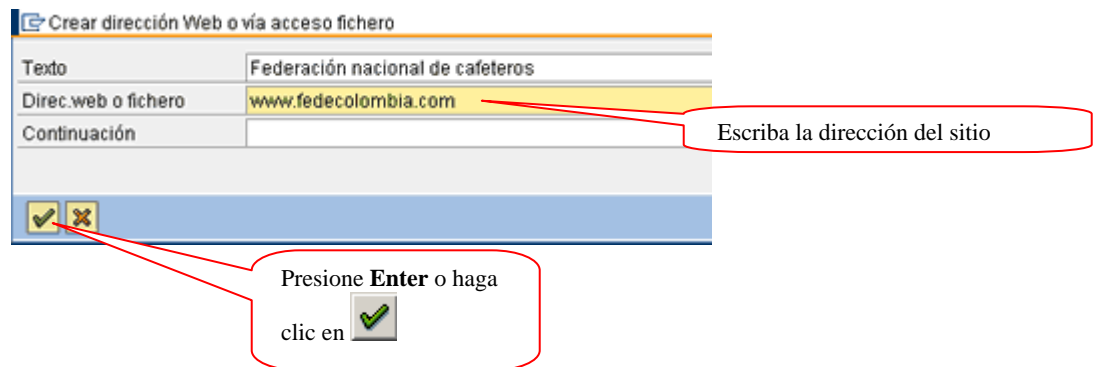 Crear dirección Web o vía acceso fichero
Texto Federación nacional de cafeteros
Direc.web o fichero www.fedecolombia.com
Continuación
Escriba la dirección del sitio
Presione Enter o haga
clic en